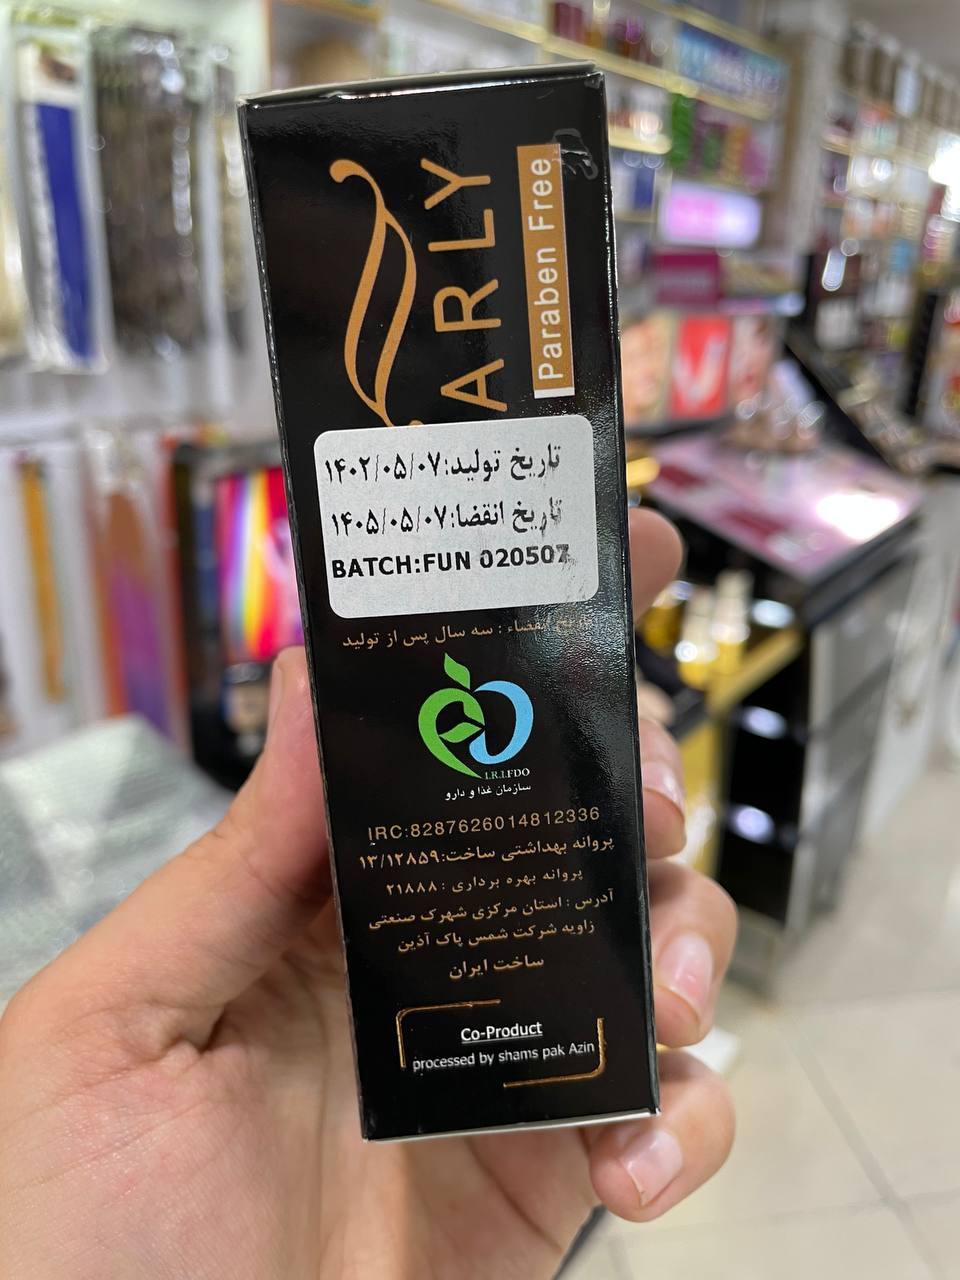 ARLY
Paraben Free
تاریخ تولید:۱۴۰۲/۰۵/۰۷
تاریخ انقضا:۱۴۰۵/۰۵/۰۷
BATCH:FUN 020507
تاریخ انقضاء : سه سال پس از تولید
I.R.I.FDO
سازمان غذا و دارو
IRC:8287626014812336
پروانه بهداشتی ساخت:۱۳/۱۲۸۵۹
پروانه بهره برداری : ۲۱۸۸۸
آدرس : استان مرکزی شهرک صنعتی
زاویه شرکت شمس پاک آذین
ساخت ایران
Co-Product
processed by shams pak Azin